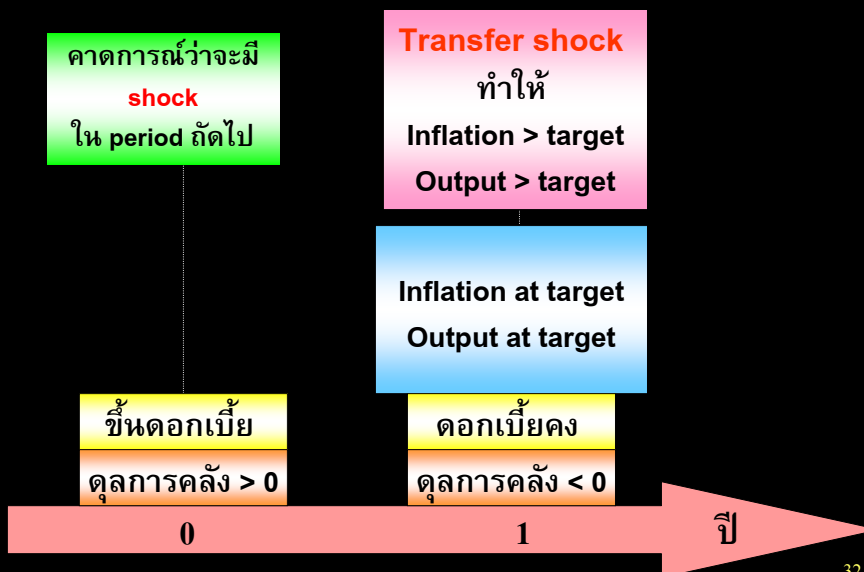 คาดการณ์ว่าจะมี
shock
ใน period ถัดไป
Transfer shock
ทำให้
Inflation > target
Output > target
Inflation at target
Output at target
ขึ้นดอกเบี้ย
ดุลการคลัง > 0
ดอกเบี้ยคง
ดุลการคลัง < 0
0
1
ปี
32